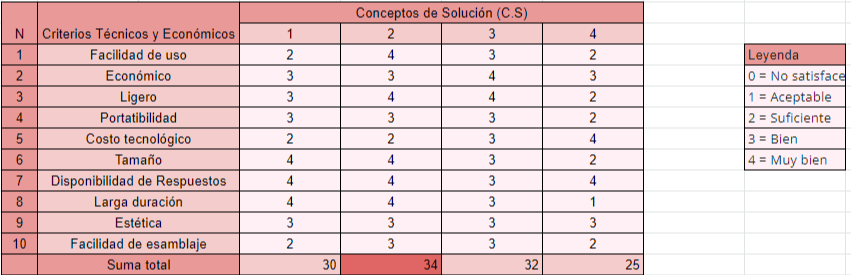 Conceptos de Solución (C.S)
N Criterios Técnicos y Económicos 1 2 3 4
1 Facilidad de uso 2 4 3 2 Leyenda
2 Económico 3 3 4 3 0 = No satisface
3 Ligero 3 4 4 2 1 = Aceptable
4 Portatibilidad 3 3 3 2 2 = Suficiente
5 Costo tecnológico 2 2 3 4 3 = Bien
6 Tamaño 4 4 3 2 4 = Muy bien
7 Disponibilidad de Respuestos 4 4 3 4
8 Larga duración 4 4 3 1
9 Estética 3 3 3 3
10 Facilidad de esamblaje 2 3 3 2
Suma total 30 34 32 25